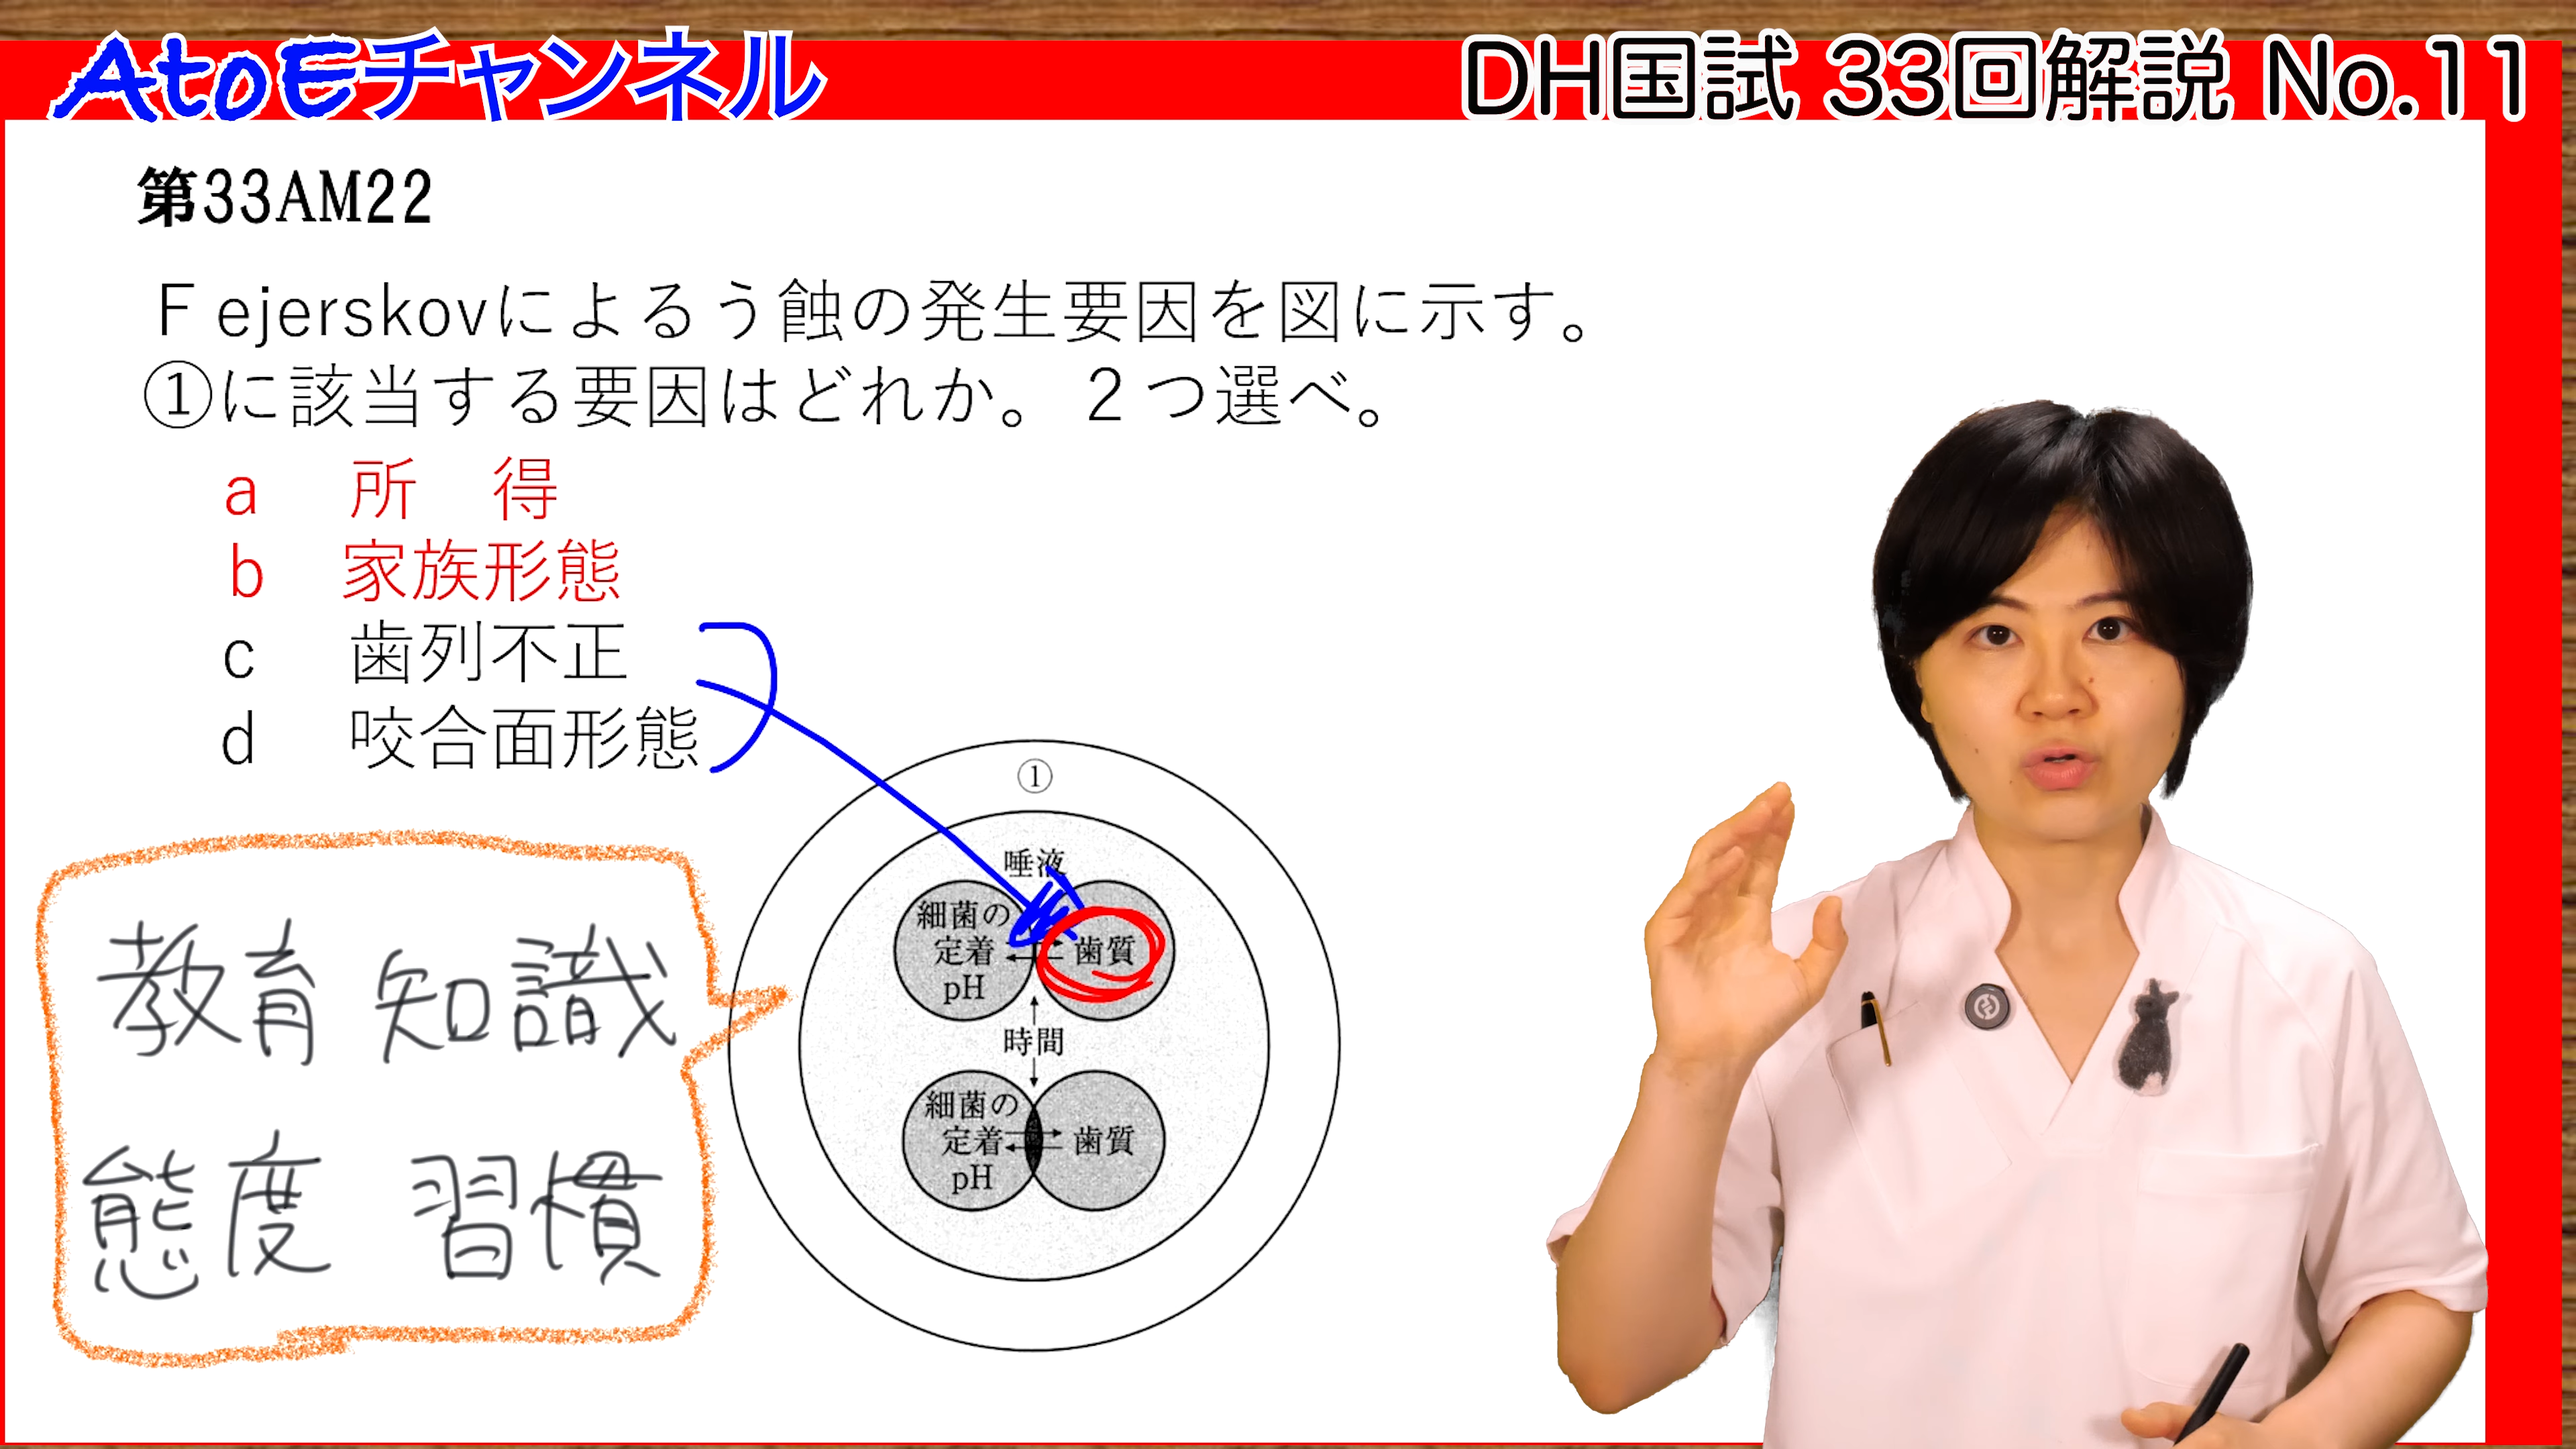 AtoEチャンネル
DH国試 33回解説 No.11
第33AM22
Fejerskovによるう蝕の発生要因を図に示す。
①に該当する要因はどれか。2つ選べ。
a 所 得
b 家族形態
c 歯列不正
d 咬合面形態
①
唾液
細菌の
定着
pH
歯質
時間
細菌の
定着
pH
歯質
教育 知識
態度 習慣